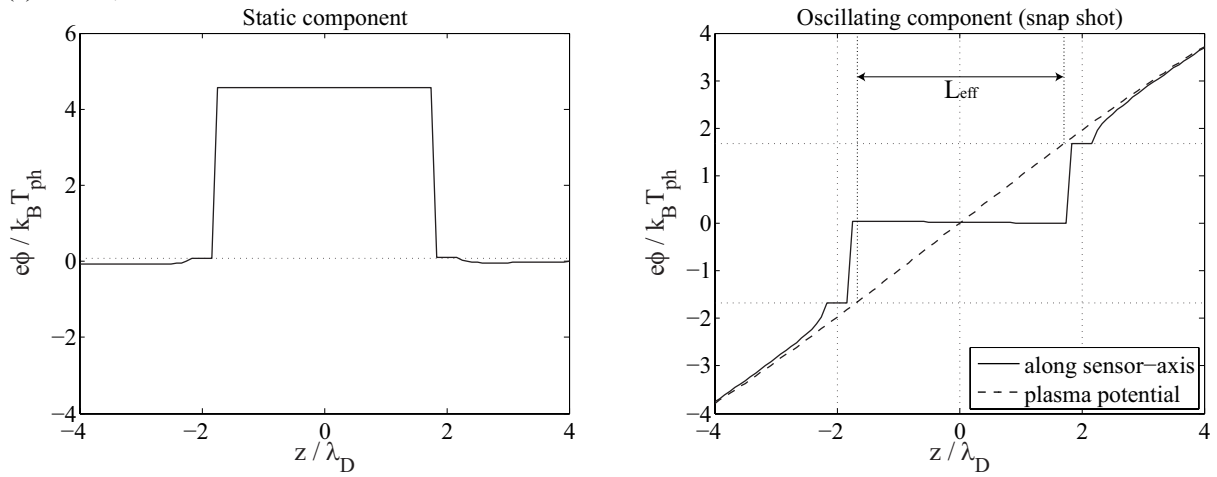 Static component
6
4
2
0
−2
−4
−4
−2
0
2
4
eϕ / k_B T_ph
z / λ_D
Oscillating component (snap shot)
4
3
2
1
0
−1
−2
−3
−4
−4
−2
0
2
4
eϕ / k_B T_ph
z / λ_D
L_eff
along sensor−axis
plasma potential